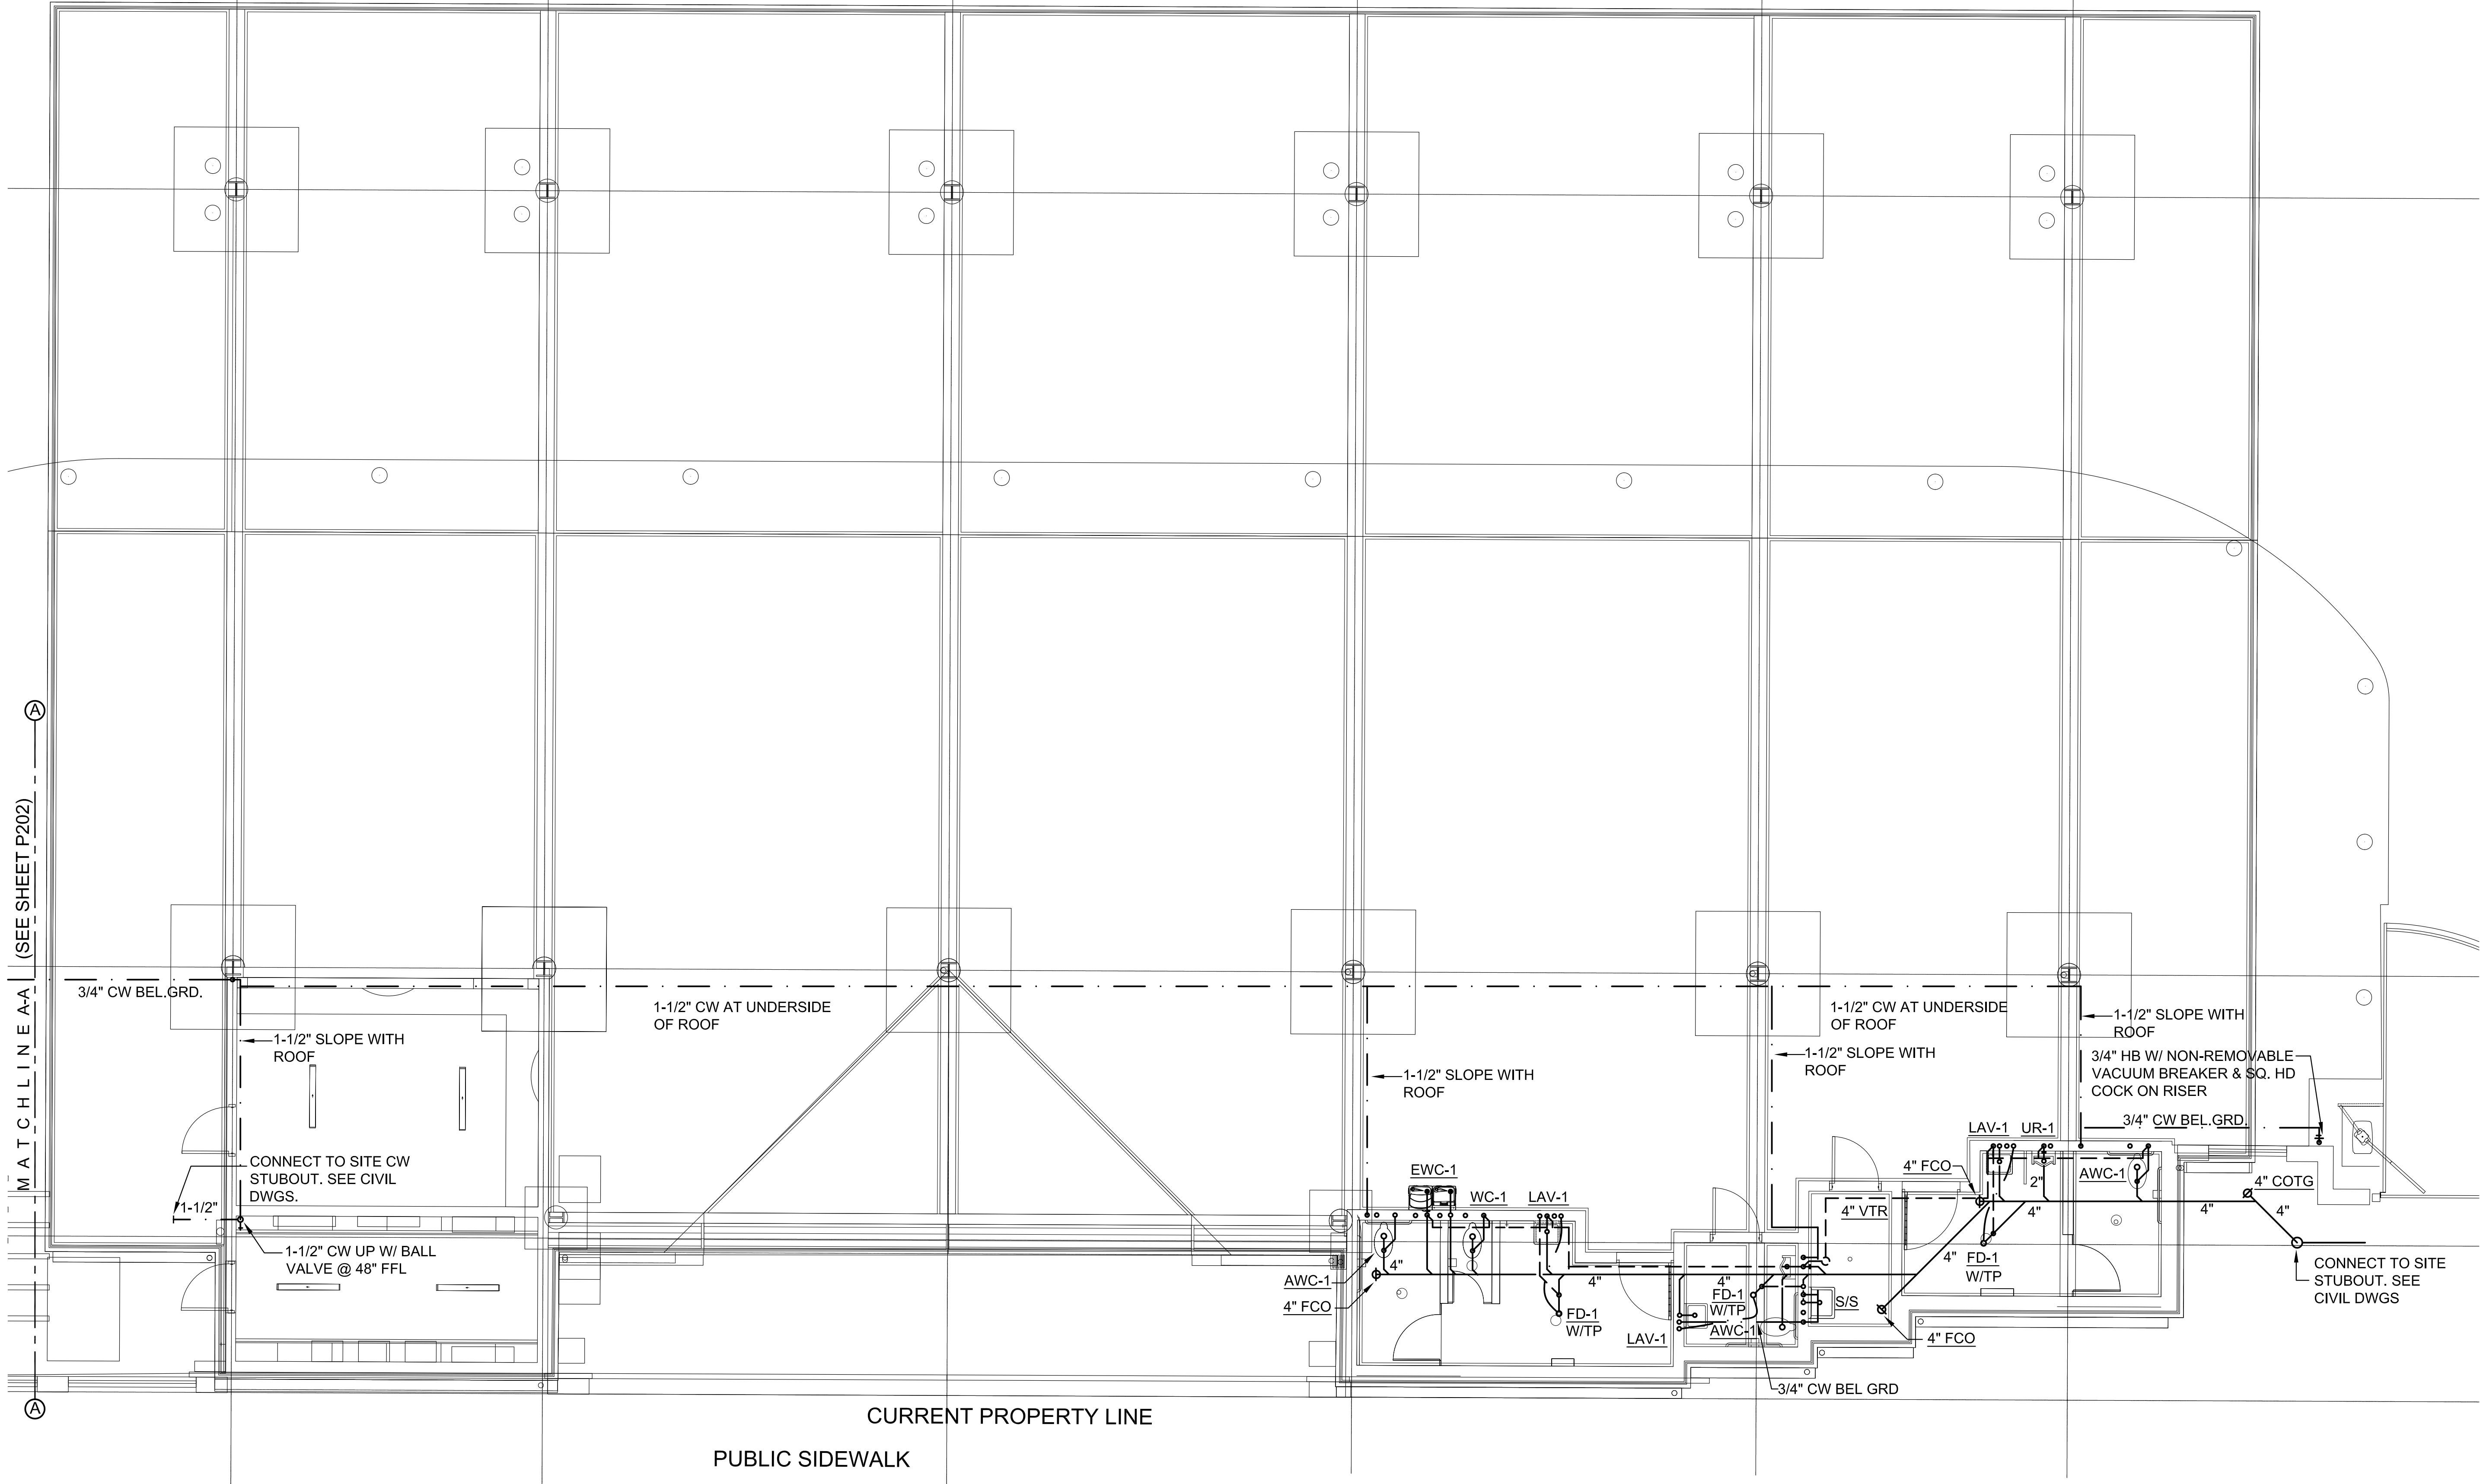 A
MATCHLINE A-A (SEE SHEET P202)
A
3/4" CW BEL.GRD.
1-1/2" SLOPE WITH
ROOF
1-1/2" CW AT UNDERSIDE
OF ROOF
CONNECT TO SITE CW
STUBOUT. SEE CIVIL
DWGS.
1-1/2"
1-1/2" CW UP W/ BALL
VALVE @ 48" FFL
1-1/2" SLOPE WITH
ROOF
1-1/2" CW AT UNDERSIDE
OF ROOF
1-1/2" SLOPE WITH
ROOF
1-1/2" SLOPE WITH
ROOF
3/4" HB W/ NON-REMOVABLE
VACUUM BREAKER & SQ. HD
COCK ON RISER
3/4" CW BEL.GRD.
EWC-1
WC-1
LAV-1
AWC-1
4" FCO
4"
FD-1
W/TP
4"
LAV-1
4"
FD-1
W/TP
AWC-1
S/S
4" VTR
4" FCO
LAV-1
UR-1
2"
AWC-1
4"
4"
FD-1
W/TP
4" FCO
4"
4" COTG
4"
CONNECT TO SITE
STUBOUT. SEE
CIVIL DWGS
3/4" CW BEL GRD
CURRENT PROPERTY LINE
PUBLIC SIDEWALK